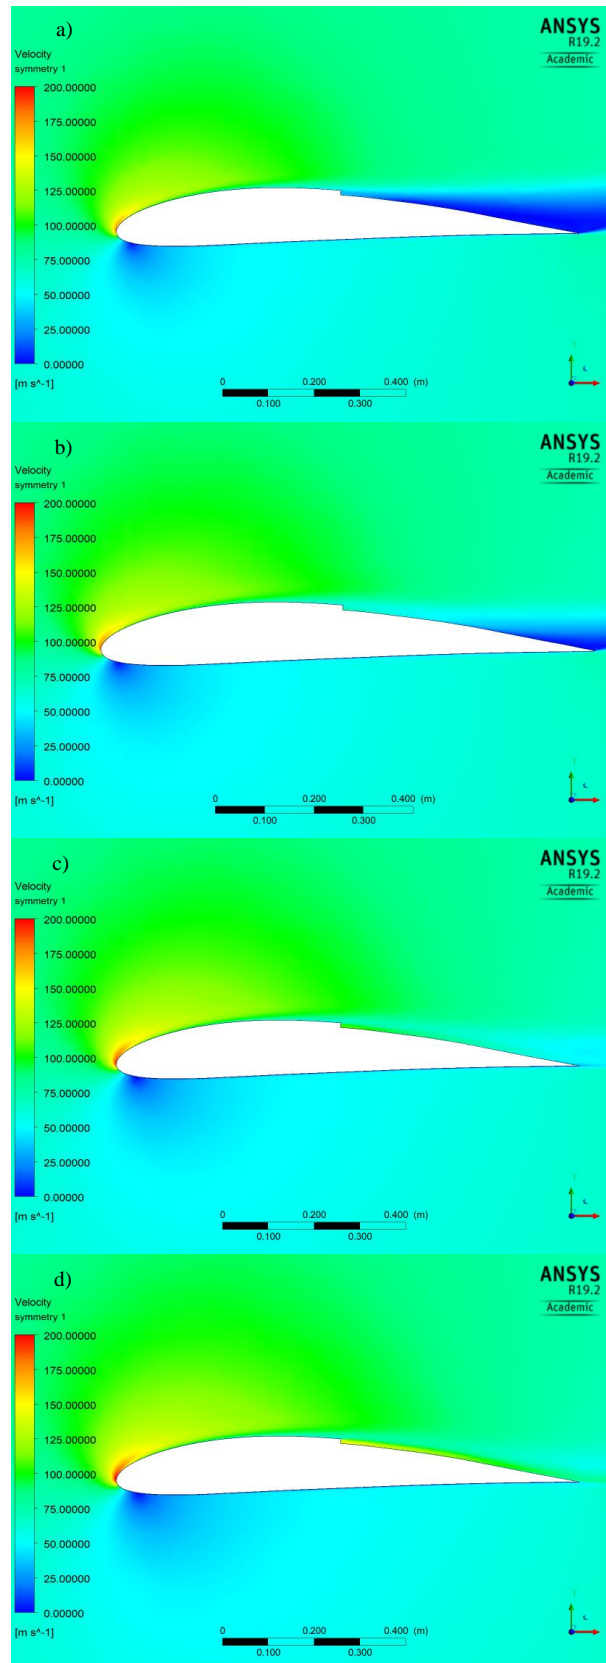 a)
ANSYS
R19.2
Academic
Velocity
symmetry 1
200.00000
175.00000
150.00000
125.00000
100.00000
75.00000
50.00000
25.00000
0.00000
[m s^-1]
0 0.200 0.400 (m)
0.100 0.300
Y
b)
ANSYS
R19.2
Academic
Velocity
symmetry 1
200.00000
175.00000
150.00000
125.00000
100.00000
75.00000
50.00000
25.00000
0.00000
[m s^-1]
0 0.200 0.400 (m)
0.100 0.300
Y
c)
ANSYS
R19.2
Academic
Velocity
symmetry 1
200.00000
175.00000
150.00000
125.00000
100.00000
75.00000
50.00000
25.00000
0.00000
[m s^-1]
0 0.200 0.400 (m)
0.100 0.300
Y
d)
ANSYS
R19.2
Academic
Velocity
symmetry 1
200.00000
175.00000
150.00000
125.00000
100.00000
75.00000
50.00000
25.00000
0.00000
[m s^-1]
0 0.200 0.400 (m)
0.100 0.300
Y